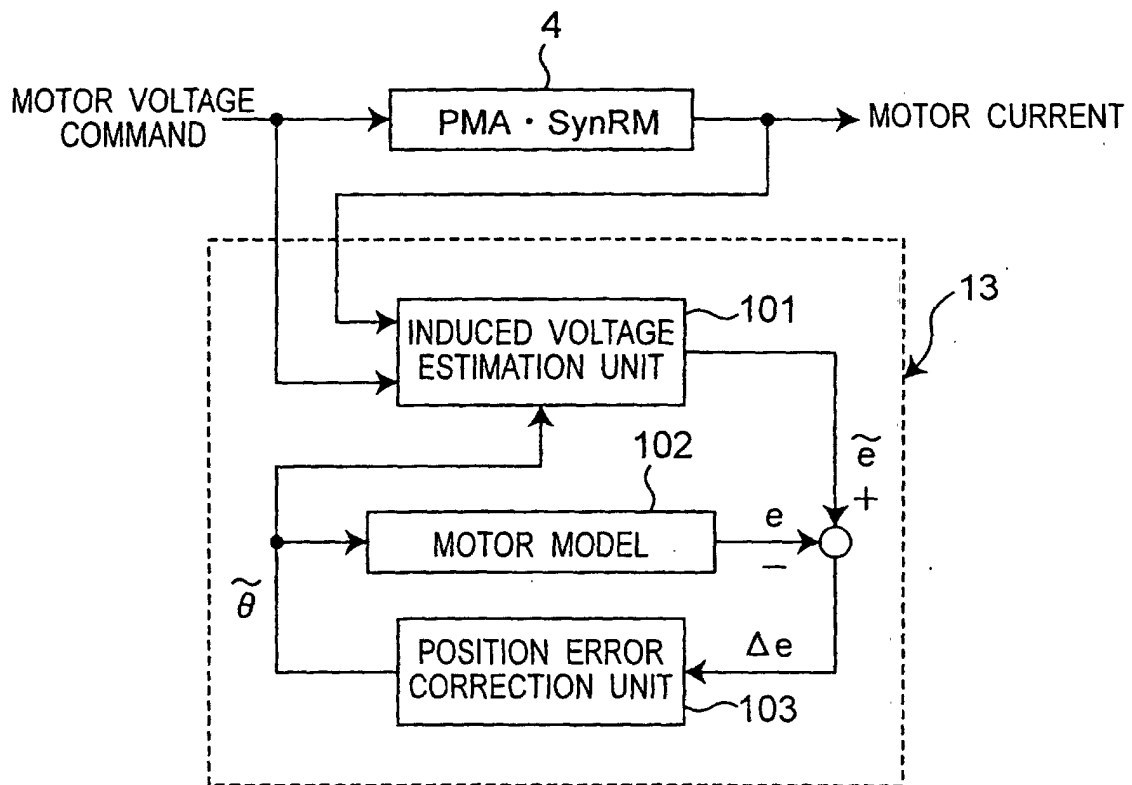 4
MOTOR VOLTAGE
COMMAND
PMA・SynRM
MOTOR CURRENT
13
101
INDUCED VOLTAGE
ESTIMATION UNIT
102
ẽ
+
MOTOR MODEL
e
−
θ̃
POSITION ERROR
CORRECTION UNIT
Δe
103